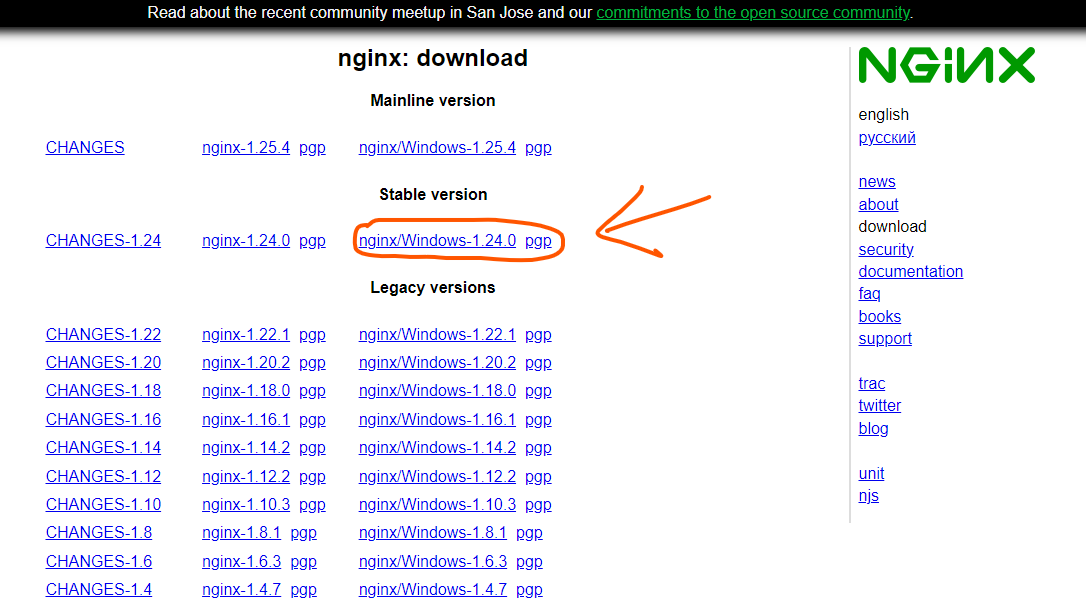 Read about the recent community meetup in San Jose and our commitments to the open source community.
nginx: download
Mainline version
CHANGES nginx-1.25.4 pgp nginx/Windows-1.25.4 pgp
Stable version
CHANGES-1.24 nginx-1.24.0 pgp nginx/Windows-1.24.0 pgp
Legacy versions
CHANGES-1.22 nginx-1.22.1 pgp nginx/Windows-1.22.1 pgp
CHANGES-1.20 nginx-1.20.2 pgp nginx/Windows-1.20.2 pgp
CHANGES-1.18 nginx-1.18.0 pgp nginx/Windows-1.18.0 pgp
CHANGES-1.16 nginx-1.16.1 pgp nginx/Windows-1.16.1 pgp
CHANGES-1.14 nginx-1.14.2 pgp nginx/Windows-1.14.2 pgp
CHANGES-1.12 nginx-1.12.2 pgp nginx/Windows-1.12.2 pgp
CHANGES-1.10 nginx-1.10.3 pgp nginx/Windows-1.10.3 pgp
CHANGES-1.8 nginx-1.8.1 pgp nginx/Windows-1.8.1 pgp
CHANGES-1.6 nginx-1.6.3 pgp nginx/Windows-1.6.3 pgp
CHANGES-1.4 nginx-1.4.7 pgp nginx/Windows-1.4.7 pgp
NGINX
english
русский
news
about
download
security
documentation
faq
books
support
trac
twitter
blog
unit
njs